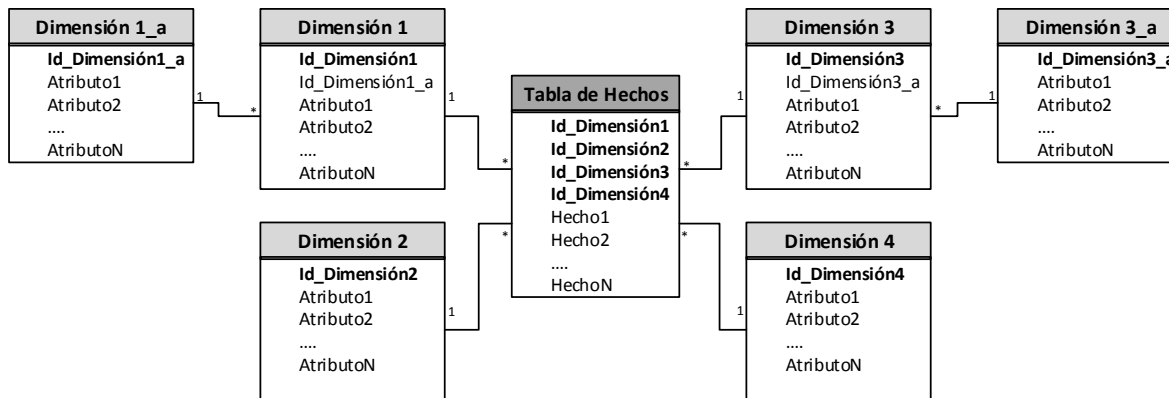 Dimensión 1_a
Id_Dimensión1_a
Atributo1
Atributo2
....
AtributoN
1
*
Dimensión 1
Id_Dimensión1
Id_Dimensión1_a
Atributo1
Atributo2
....
AtributoN
1
*
Tabla de Hechos
Id_Dimensión1
Id_Dimensión2
Id_Dimensión3
Id_Dimensión4
Hecho1
Hecho2
....
HechoN
Dimensión 3
Id_Dimensión3
Id_Dimensión3_a
Atributo1
Atributo2
....
AtributoN
1
*
Dimensión 3_a
Id_Dimensión3_a
Atributo1
Atributo2
....
AtributoN
1
*
Dimensión 2
Id_Dimensión2
Atributo1
Atributo2
....
AtributoN
1
*
Dimensión 4
Id_Dimensión4
Atributo1
Atributo2
....
AtributoN
1
*